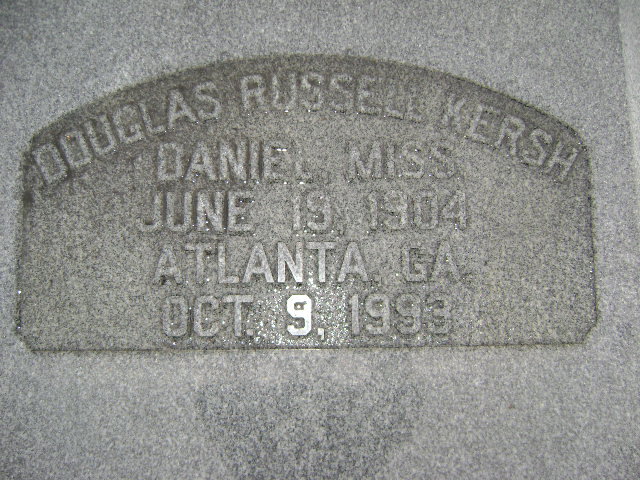 DOUGLAS RUSSELL KERSH
DANIEL, MISS.
JUNE 19, 1904
ATLANTA, GA.
OCT. 9, 1993